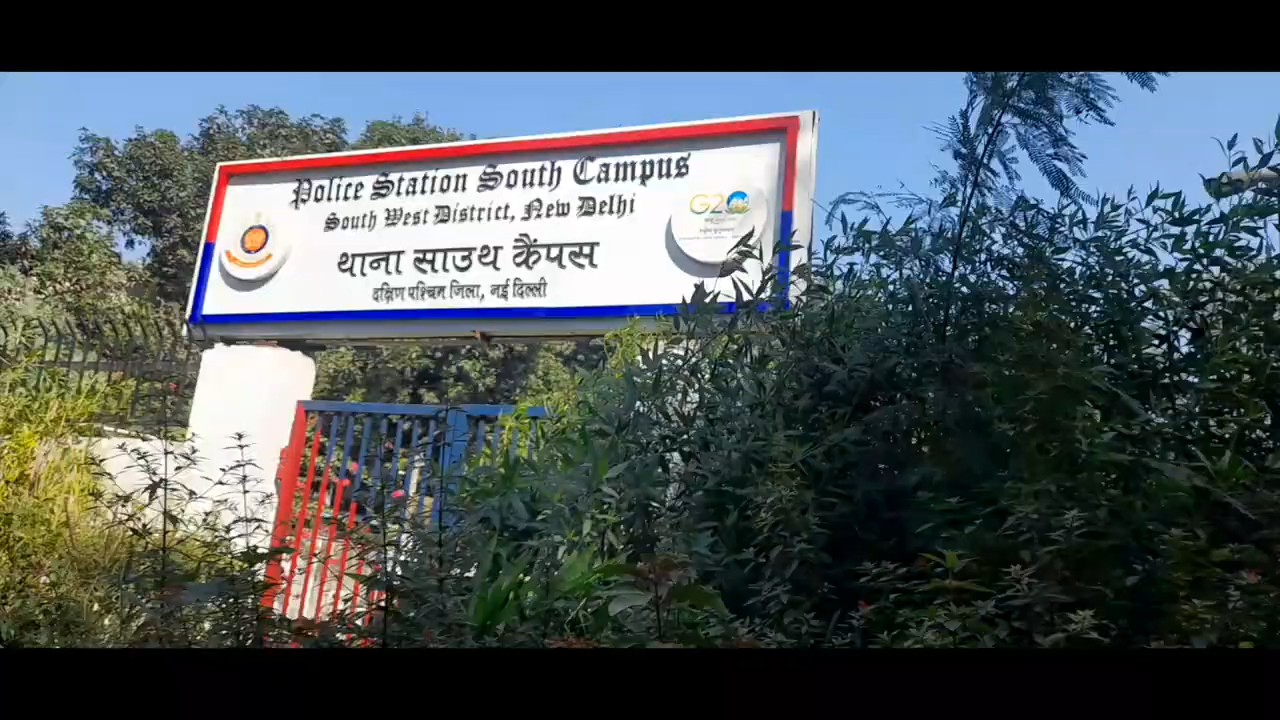 Police Station South Campus
South West District, New Delhi
थाना साउथ कैंपस
दक्षिण पश्चिम जिला, नई दिल्ली
G20